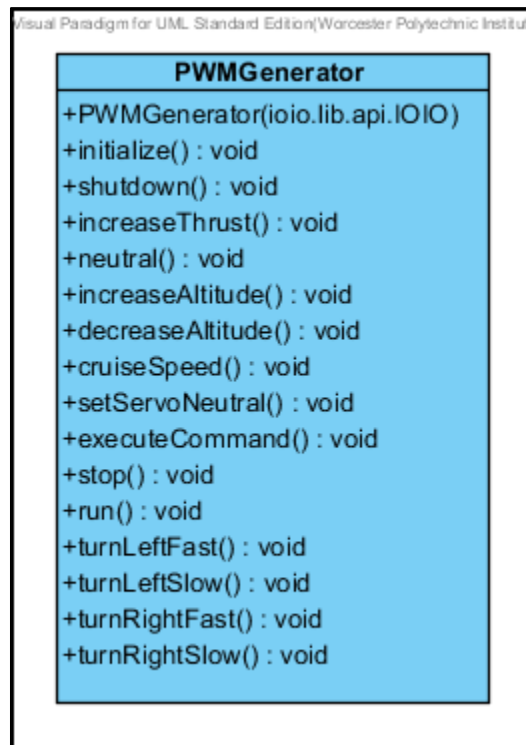 Visual Paradigm for UML Standard Edition(Worcester Polytechnic
PWMGenerator
+PWMGenerator(ioio.lib.api.IOIO)
+initialize() : void
+shutdown() : void
+increaseThrust() : void
+neutral() : void
+increaseAltitude() : void
+decreaseAltitude() : void
+cruiseSpeed() : void
+setServoNeutral() : void
+executeCommand() : void
+stop() : void
+run() : void
+turnLeftFast() : void
+turnLeftSlow() : void
+turnRightFast() : void
+turnRightSlow() : void